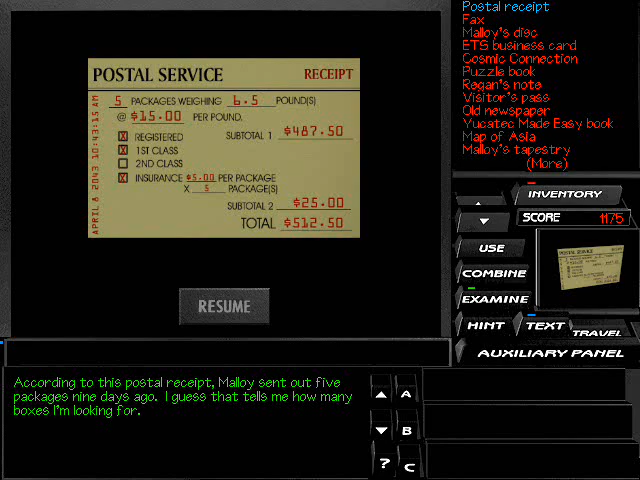 POSTAL SERVICE RECEIPT
5 PACKAGES WEIGHING 6.5 POUND(S)
@ $15.00 PER POUND.
X REGISTERED SUBTOTAL 1 $487.50
X 1ST CLASS
2ND CLASS
X INSURANCE $5.00 PER PACKAGE
X 5 PACKAGE(S)
SUBTOTAL 2 $25.00
TOTAL $512.50
APRIL 8 2043 10:43:15 AM
RESUME
Postal receipt
Fax
Malloy's disc
ETS business card
Cosmic Connection
Puzzle book
Regan's note
Visitor's pass
Old newspaper
Yucatec Made Easy book
Map of Asia
Malloy's tapestry
(More)
INVENTORY
SCORE 1175
USE
COMBINE
EXAMINE
HINT TEXT TRAVEL
AUXILIARY PANEL
According to this postal receipt, Malloy sent out five
packages nine days ago. I guess that tells me how many
boxes I'm looking for.
A
B
? C